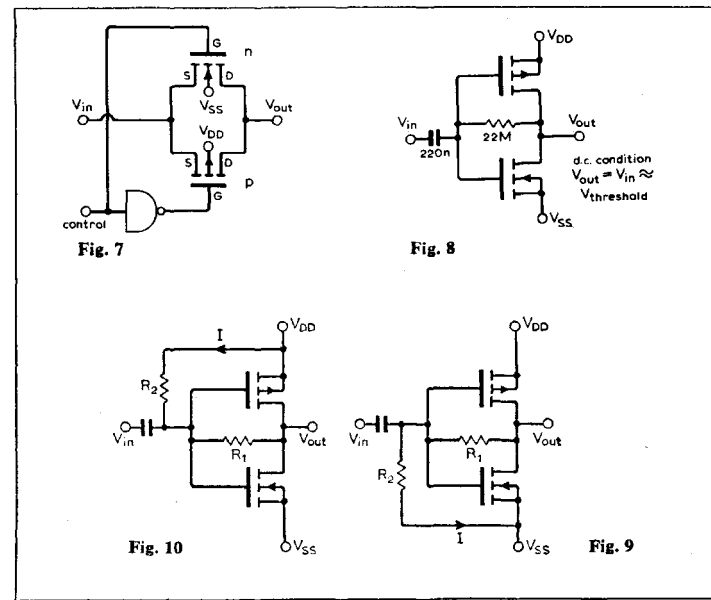 G
n
S
D
V_SS
V_in
V_out
V_DD
S
D
G
p
control
Fig. 7
V_DD
V_in
220n
22M
V_out
d.c. condition
V_out = V_in ≈
V_threshold
V_SS
Fig. 8
V_DD
I
R_2
V_in
R_1
V_out
V_SS
Fig. 10
V_DD
V_in
R_1
V_out
R_2
I
V_SS
Fig. 9